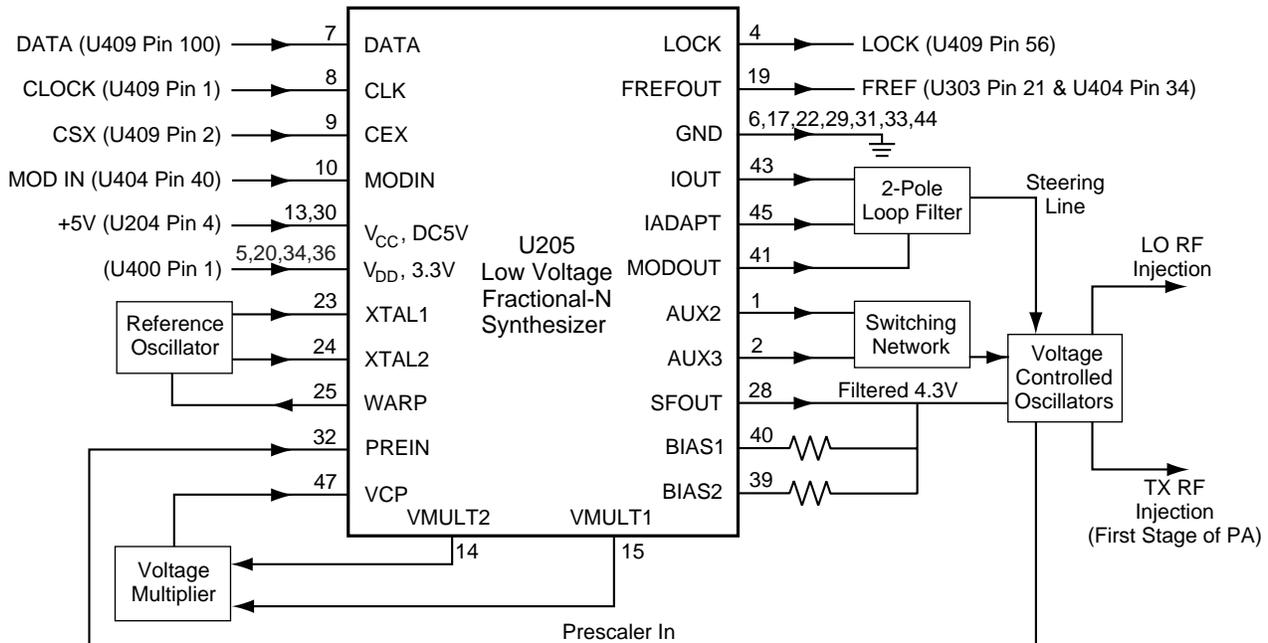 DATA (U409 Pin 100)
7
DATA
CLOCK (U409 Pin 1)
8
CLK
CSX (U409 Pin 2)
9
CEX
MOD IN (U404 Pin 40)
10
MODIN
+5V (U204 Pin 4)
13,30
VCC, DC5V
(U400 Pin 1)
5,20,34,36
VDD, 3.3V
Reference
Oscillator
23
XTAL1
24
XTAL2
25
WARP
32
PREIN
47
VCP
Voltage
Multiplier
VMULT2
14
VMULT1
15
U205
Low Voltage
Fractional-N
Synthesizer
LOCK
4
LOCK (U409 Pin 56)
FREFOUT
19
FREF (U303 Pin 21 & U404 Pin 34)
GND
6,17,22,29,31,33,44
IOUT
43
IADAPT
45
MODOUT
41
2-Pole
Loop Filter
Steering
Line
AUX2
1
AUX3
2
Switching
Network
SFOUT
28
Filtered 4.3V
BIAS1
40
BIAS2
39
Voltage
Controlled
Oscillators
LO RF
Injection
TX RF
Injection
(First Stage of PA)
Prescaler In